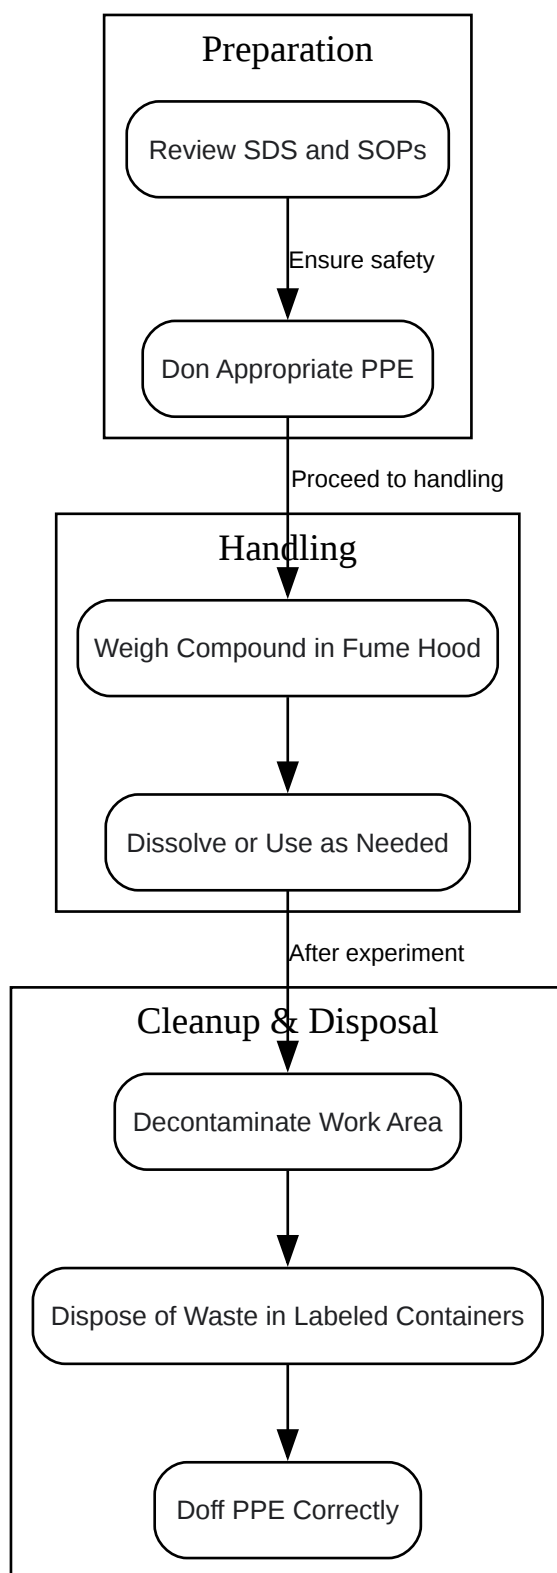 Preparation
Review SDS and SOPs
Ensure safety
Don Appropriate PPE
Proceed to handling
Handling
Weigh Compound in Fume Hood
Dissolve or Use as Needed
After experiment
Cleanup & Disposal
Decontaminate Work Area
Dispose of Waste in Labeled Containers
Doff PPE Correctly